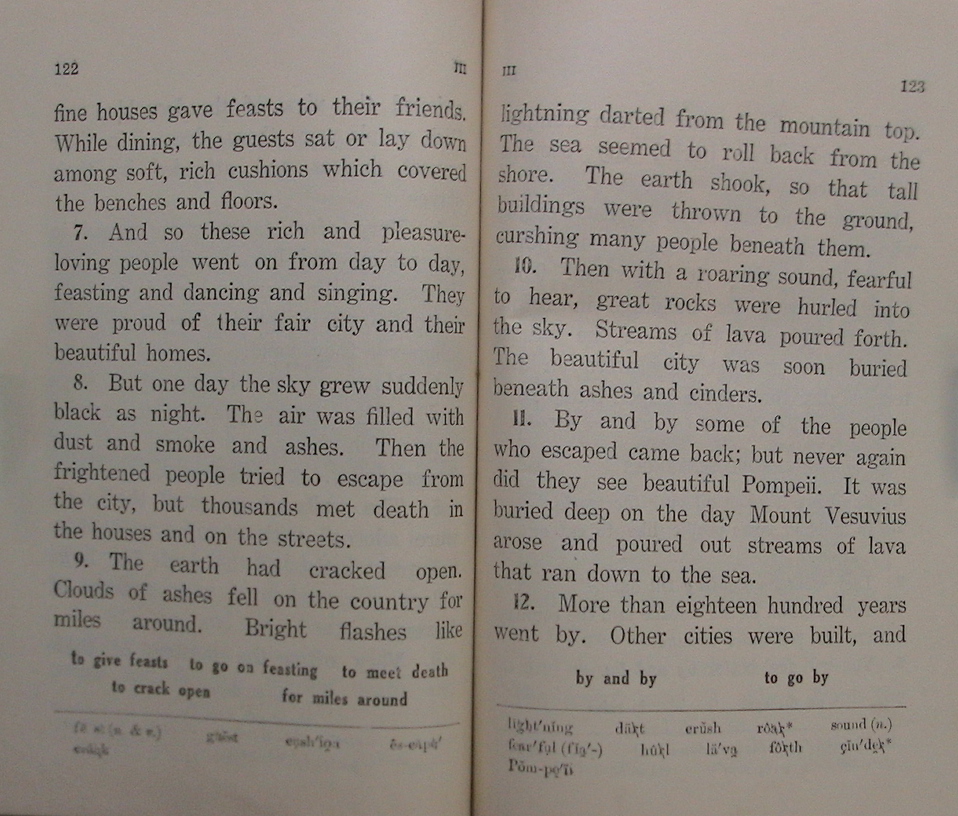 122 III
fine houses gave feasts to their friends.
While dining, the guests sat or lay down
among soft, rich cushions which covered
the benches and floors.
7. And so these rich and pleasure-
loving people went on from day to day,
feasting and dancing and singing. They
were proud of their fair city and their
beautiful homes.
8. But one day the sky grew suddenly
black as night. The air was filled with
dust and smoke and ashes. Then the
frightened people tried to escape from
the city, but thousands met death in
the houses and on the streets.
9. The earth had cracked open.
Clouds of ashes fell on the country for
miles around. Bright flashes like
to give feasts to go on feasting to meet death
to crack open for miles around
III 123
lightning darted from the mountain top.
The sea seemed to roll back from the
shore. The earth shook, so that tall
buildings were thrown to the ground,
curshing many people beneath them.
10. Then with a roaring sound, fearful
to hear, great rocks were hurled into
the sky. Streams of lava poured forth.
The beautiful city was soon buried
beneath ashes and cinders.
11. By and by some of the people
who escaped came back; but never again
did they see beautiful Pompeii. It was
buried deep on the day Mount Vesuvius
arose and poured out streams of lava
that ran down to the sea.
12. More than eighteen hundred years
went by. Other cities were built, and
by and by to go by
sound (n.)